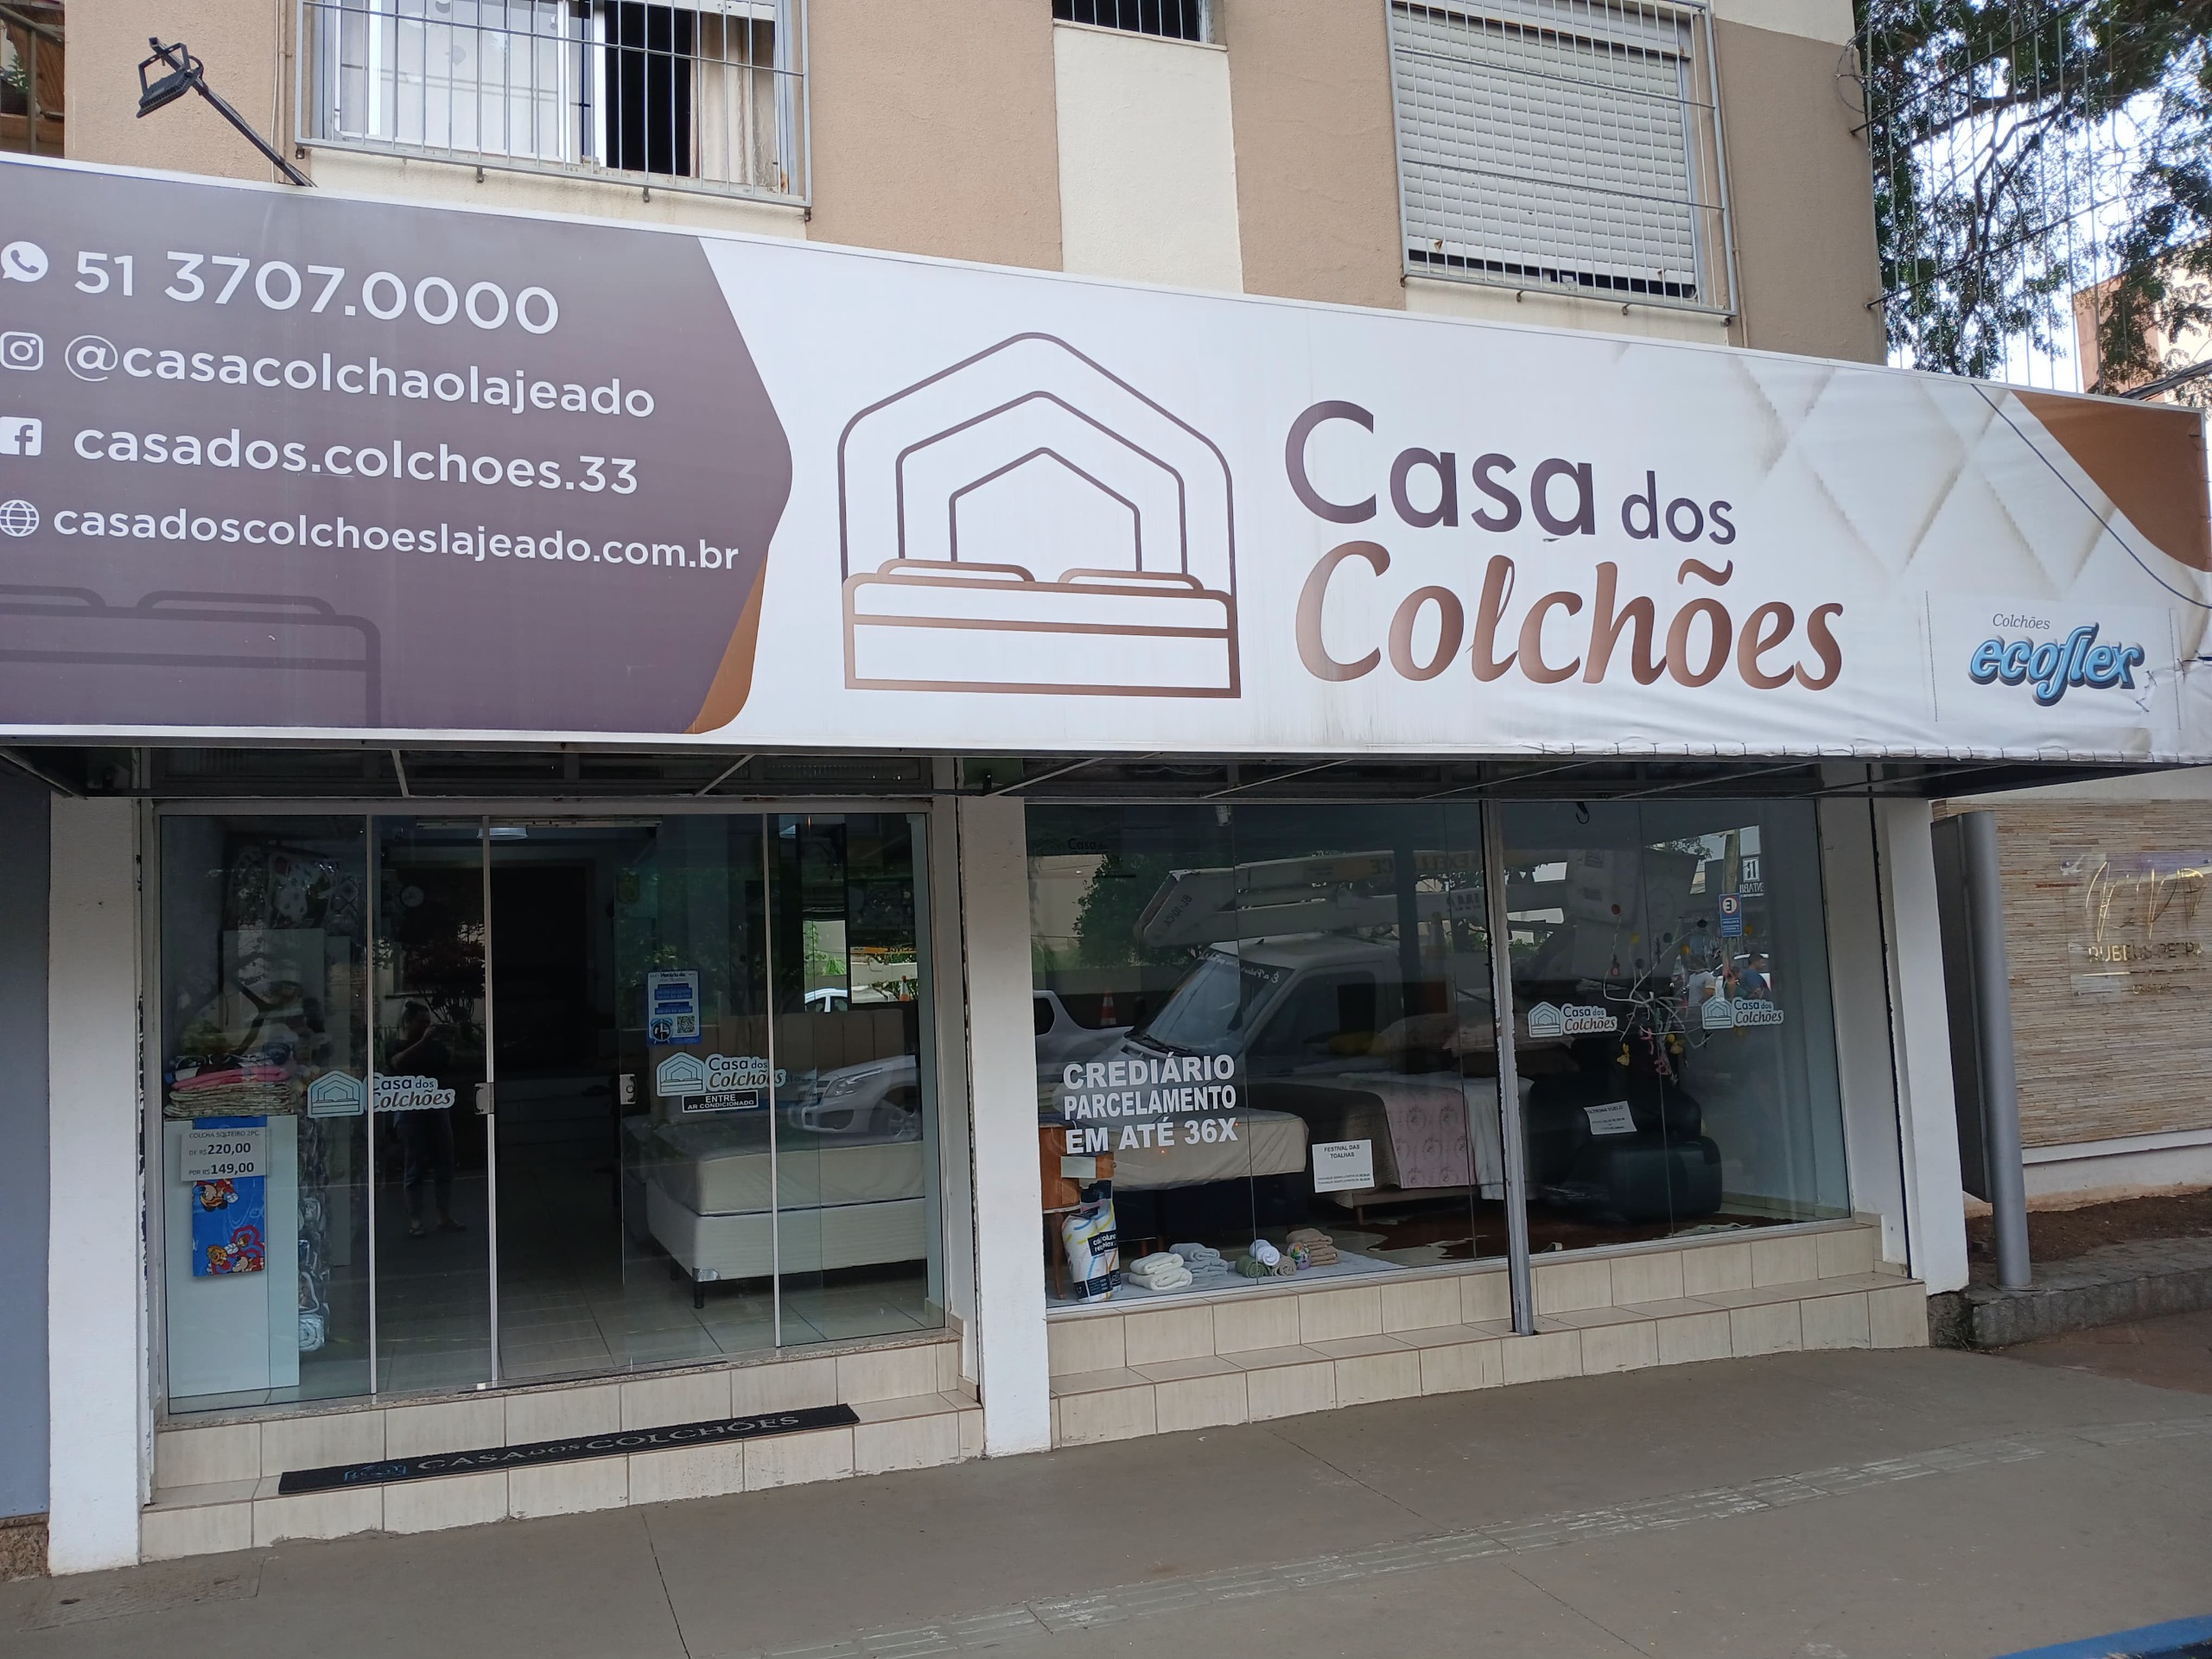 51 3707.0000
@casacolchaolajeado
casados.colchoes.33
casadoscolchoeslajeado.com.br
Casa dos
Colchões
Colchões
ecoflex
Casa dos
Colchões
Casa dos
Colchões
ENTRE
AR CONDICIONADO
COLCHA SOLTEIRO 2PÇ
DE R$ 220,00
POR R$ 149,00
CREDIÁRIO
PARCELAMENTO
EM ATÉ 36X
FESTIVAL DAS
TOALHAS
Casa dos
Colchões
Casa dos
Colchões
CASA DOS COLCHÕES